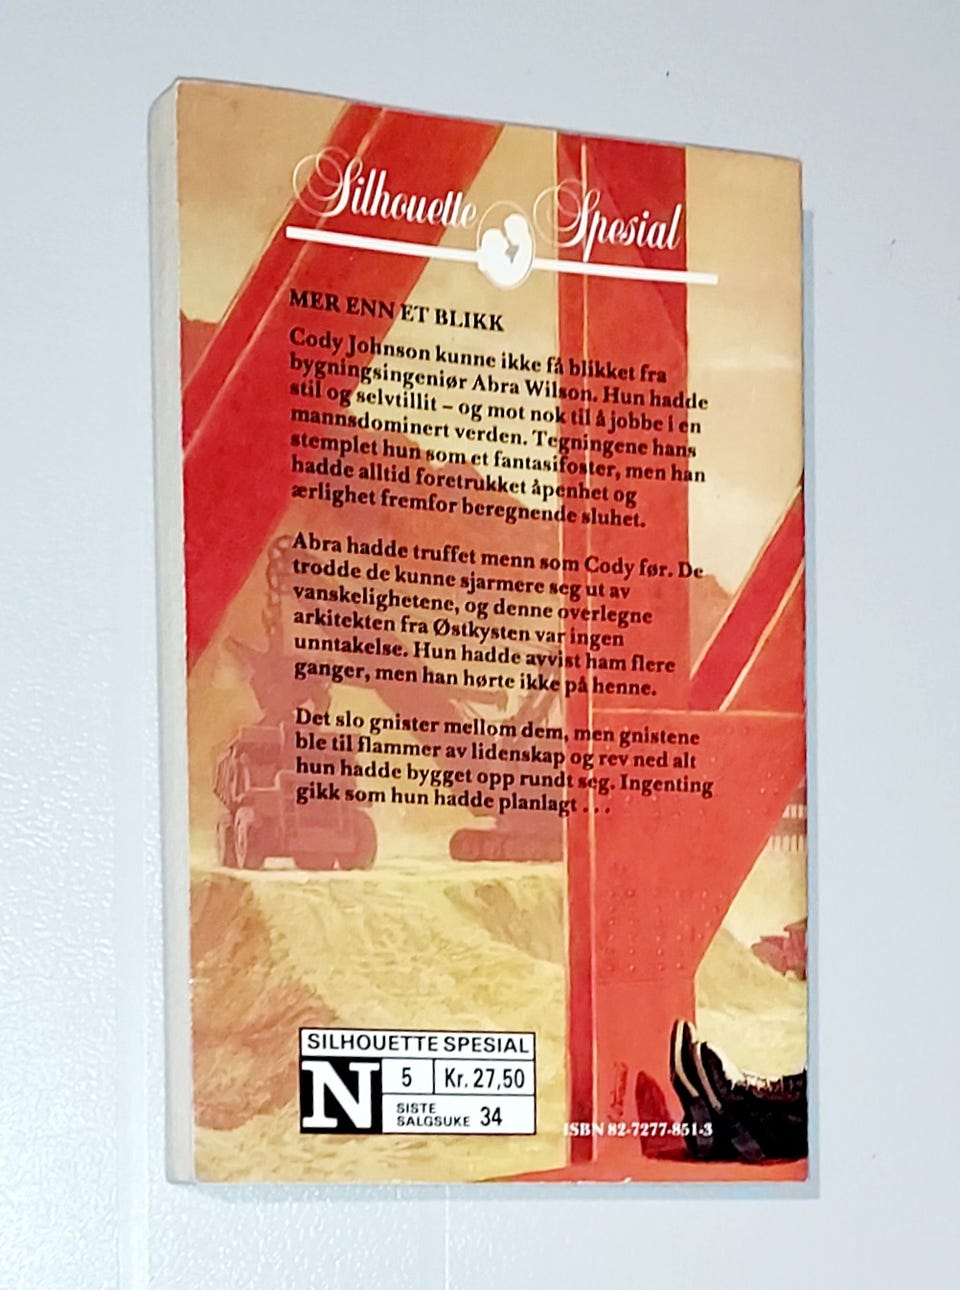 Silhouette Spesial
MER ENN ET BLIKK
Cody Johnson kunne ikke få blikket fra
bygningsingeniør Abra Wilson. Hun hadde
stil og selvtillit – og mot nok til å jobbe i en
mannsdominert verden. Tegningene hans
stemplet hun som et fantasifoster, men han
hadde alltid foretrukket åpenhet og
ærlighet fremfor beregnende sluhet.
Abra hadde truffet menn som Cody før. De
trodde de kunne sjarmere seg ut av
vanskelighetene, og denne overlegne
arkitekten fra Østkysten var ingen
unntakelse. Hun hadde avvist ham flere
ganger, men han hørte ikke på henne.
Det slo gnister mellom dem, men gnistene
ble til flammer av lidenskap og rev ned alt
hun hadde bygget opp rundt seg. Ingenting
gikk som hun hadde planlagt . . .
SILHOUETTE SPESIAL
N 5 Kr. 27,50
SISTE
SALGSUKE 34
ISBN 82-7277-851-3